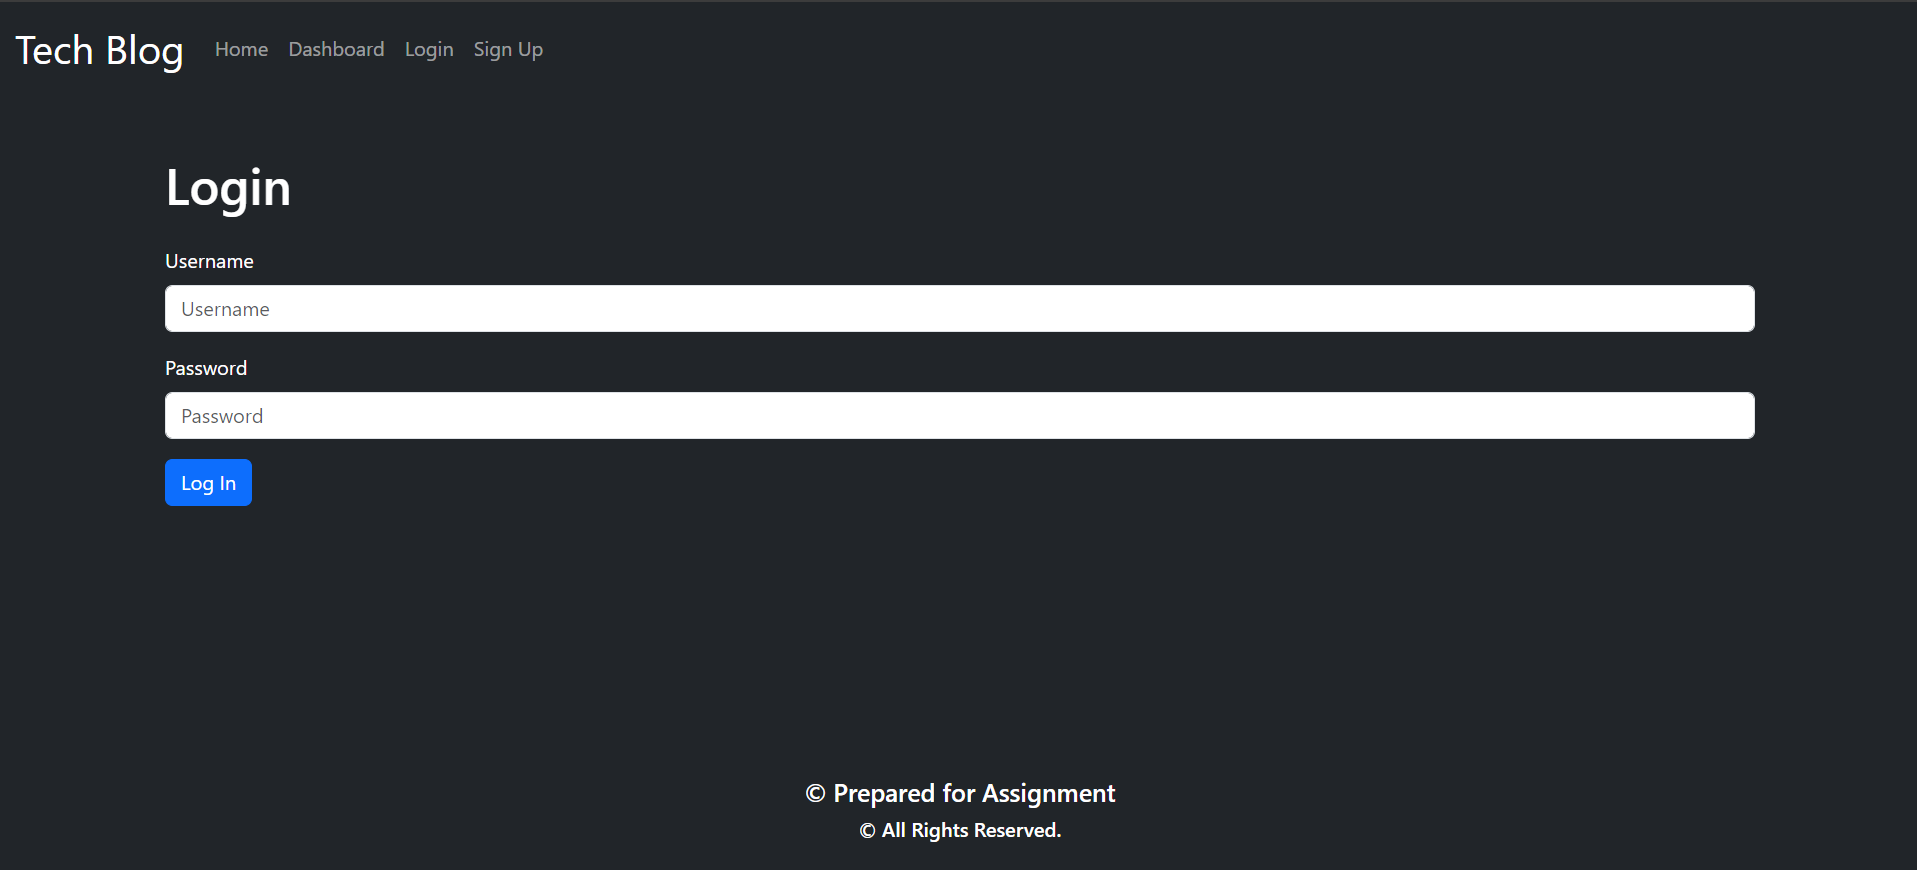 Tech Blog Home Dashboard Login Sign Up
Login
Username
Username
Password
Password
Log In
© Prepared for Assignment
© All Rights Reserved.